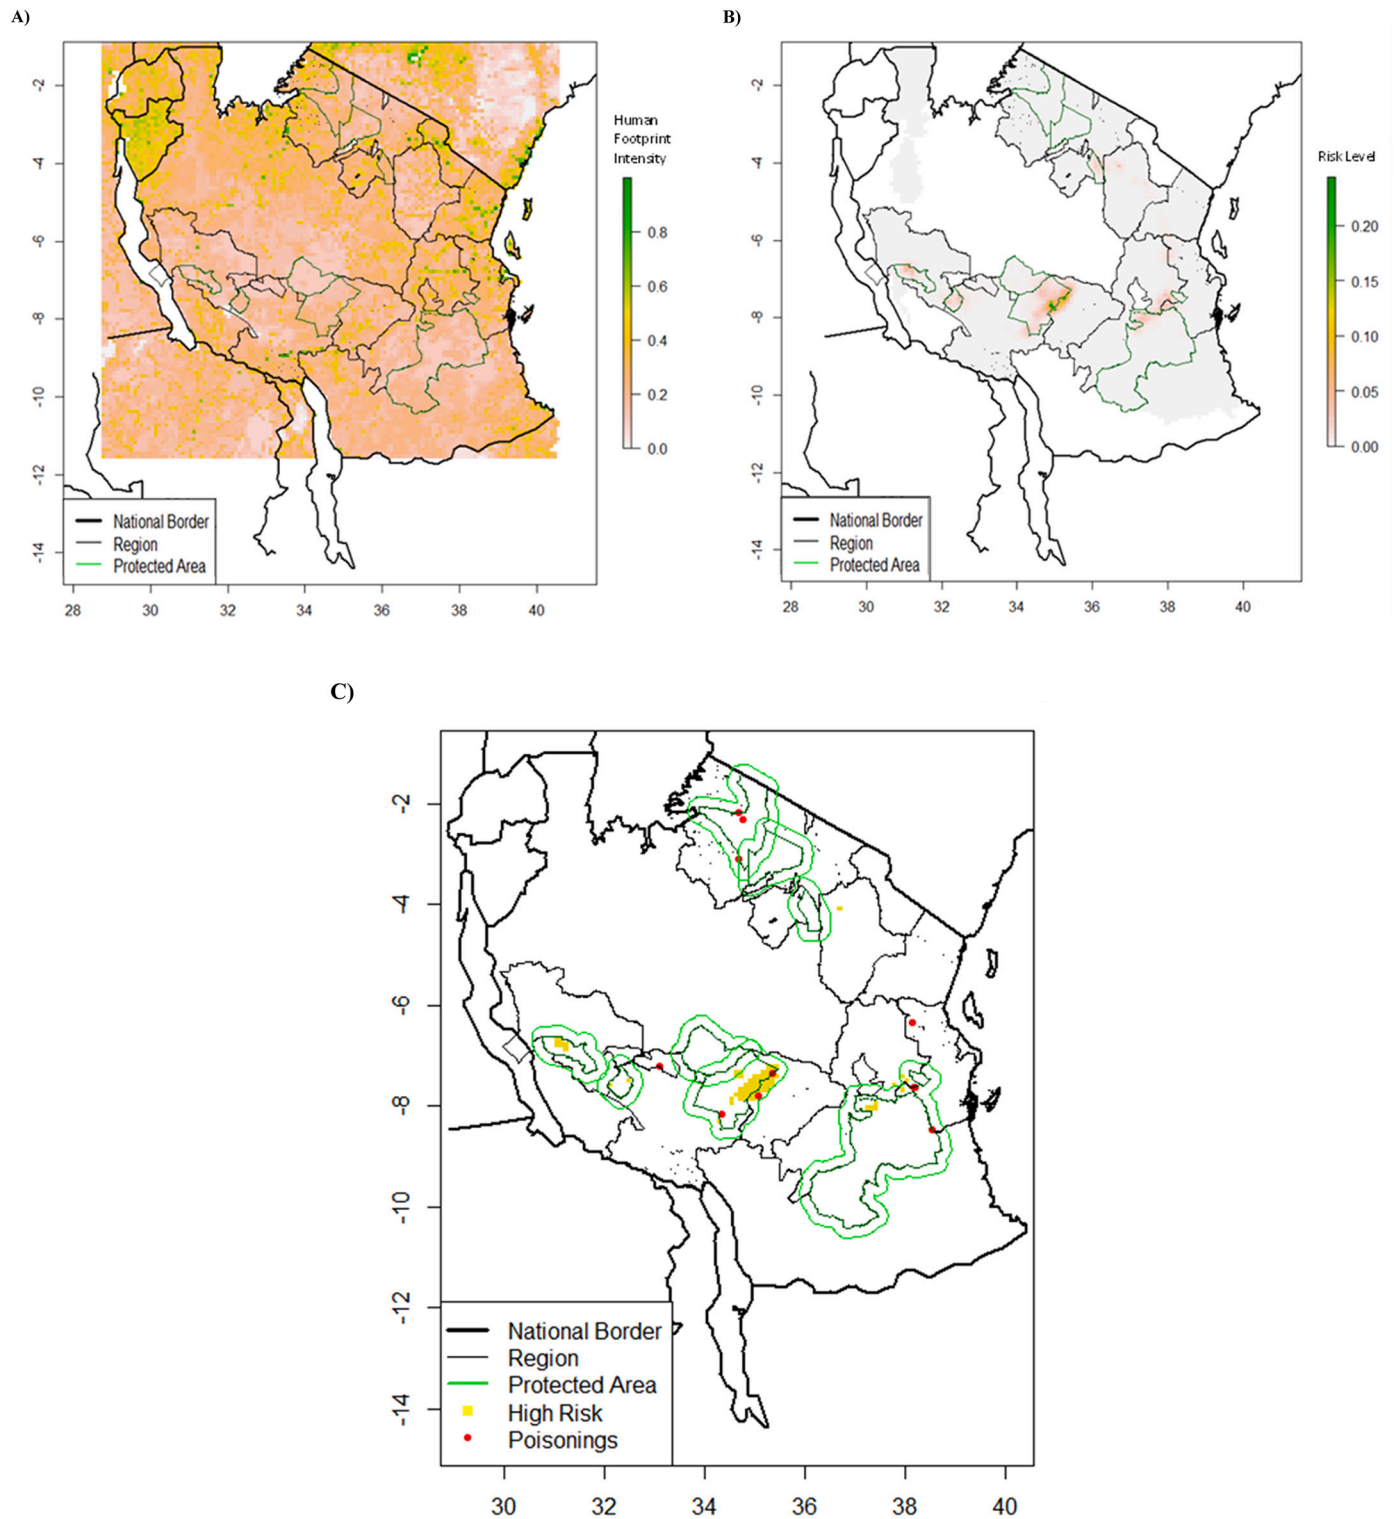 A)
-2
-4
-6
-8
-10
-12
-14
28 30 32 34 36 38 40
National Border
Region
Protected Area
Human
Footprint
Intensity
0.8
0.6
0.4
0.2
0.0
B)
-2
-4
-6
-8
-10
-12
-14
28 30 32 34 36 38 40
National Border
Region
Protected Area
Risk Level
0.20
0.15
0.10
0.05
0.00
C)
-2
-4
-6
-8
-10
-12
-14
National Border
Region
Protected Area
High Risk
Poisonings
30 32 34 36 38 40